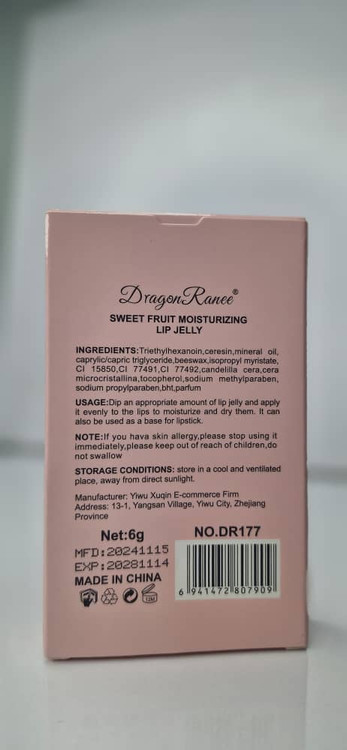 DragonRanee®
SWEET FRUIT MOISTURIZING
LIP JELLY
INGREDIENTS:Triethylhexanoin,ceresin,mineral oil,
caprylic/capric triglyceride,beeswax,isopropyl myristate,
CI 15850,CI 77491,CI 77492,candelilla cera,cera
microcristallina,tocopherol,sodium methylparaben,
sodium propylparaben,bht,parfum
USAGE:Dip an appropriate amount of lip jelly and apply
it evenly to the lips to moisturize and dry them. It can
also be used as a base for lipstick.
NOTE:If you hava skin allergy,please stop using it
immediately,please keep out of reach of children,do
not swallow
STORAGE CONDITIONS: store in a cool and ventilated
place, away from direct sunlight.
Manufacturer: Yiwu Xuqin E-commerce Firm
Address: 13-1, Yangsan Village, Yiwu City, Zhejiang
Province
Net:6g NO.DR177
MFD:20241115
EXP:20281114
MADE IN CHINA
12M
6 941472 807909